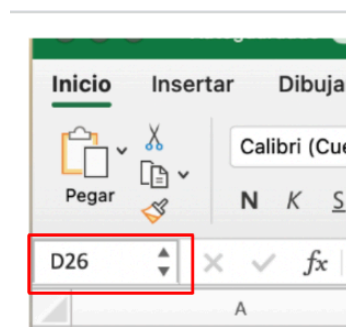 Inicio Insertar Dibuja
Calibri (Cue
Pegar N K S
D26 fx
A